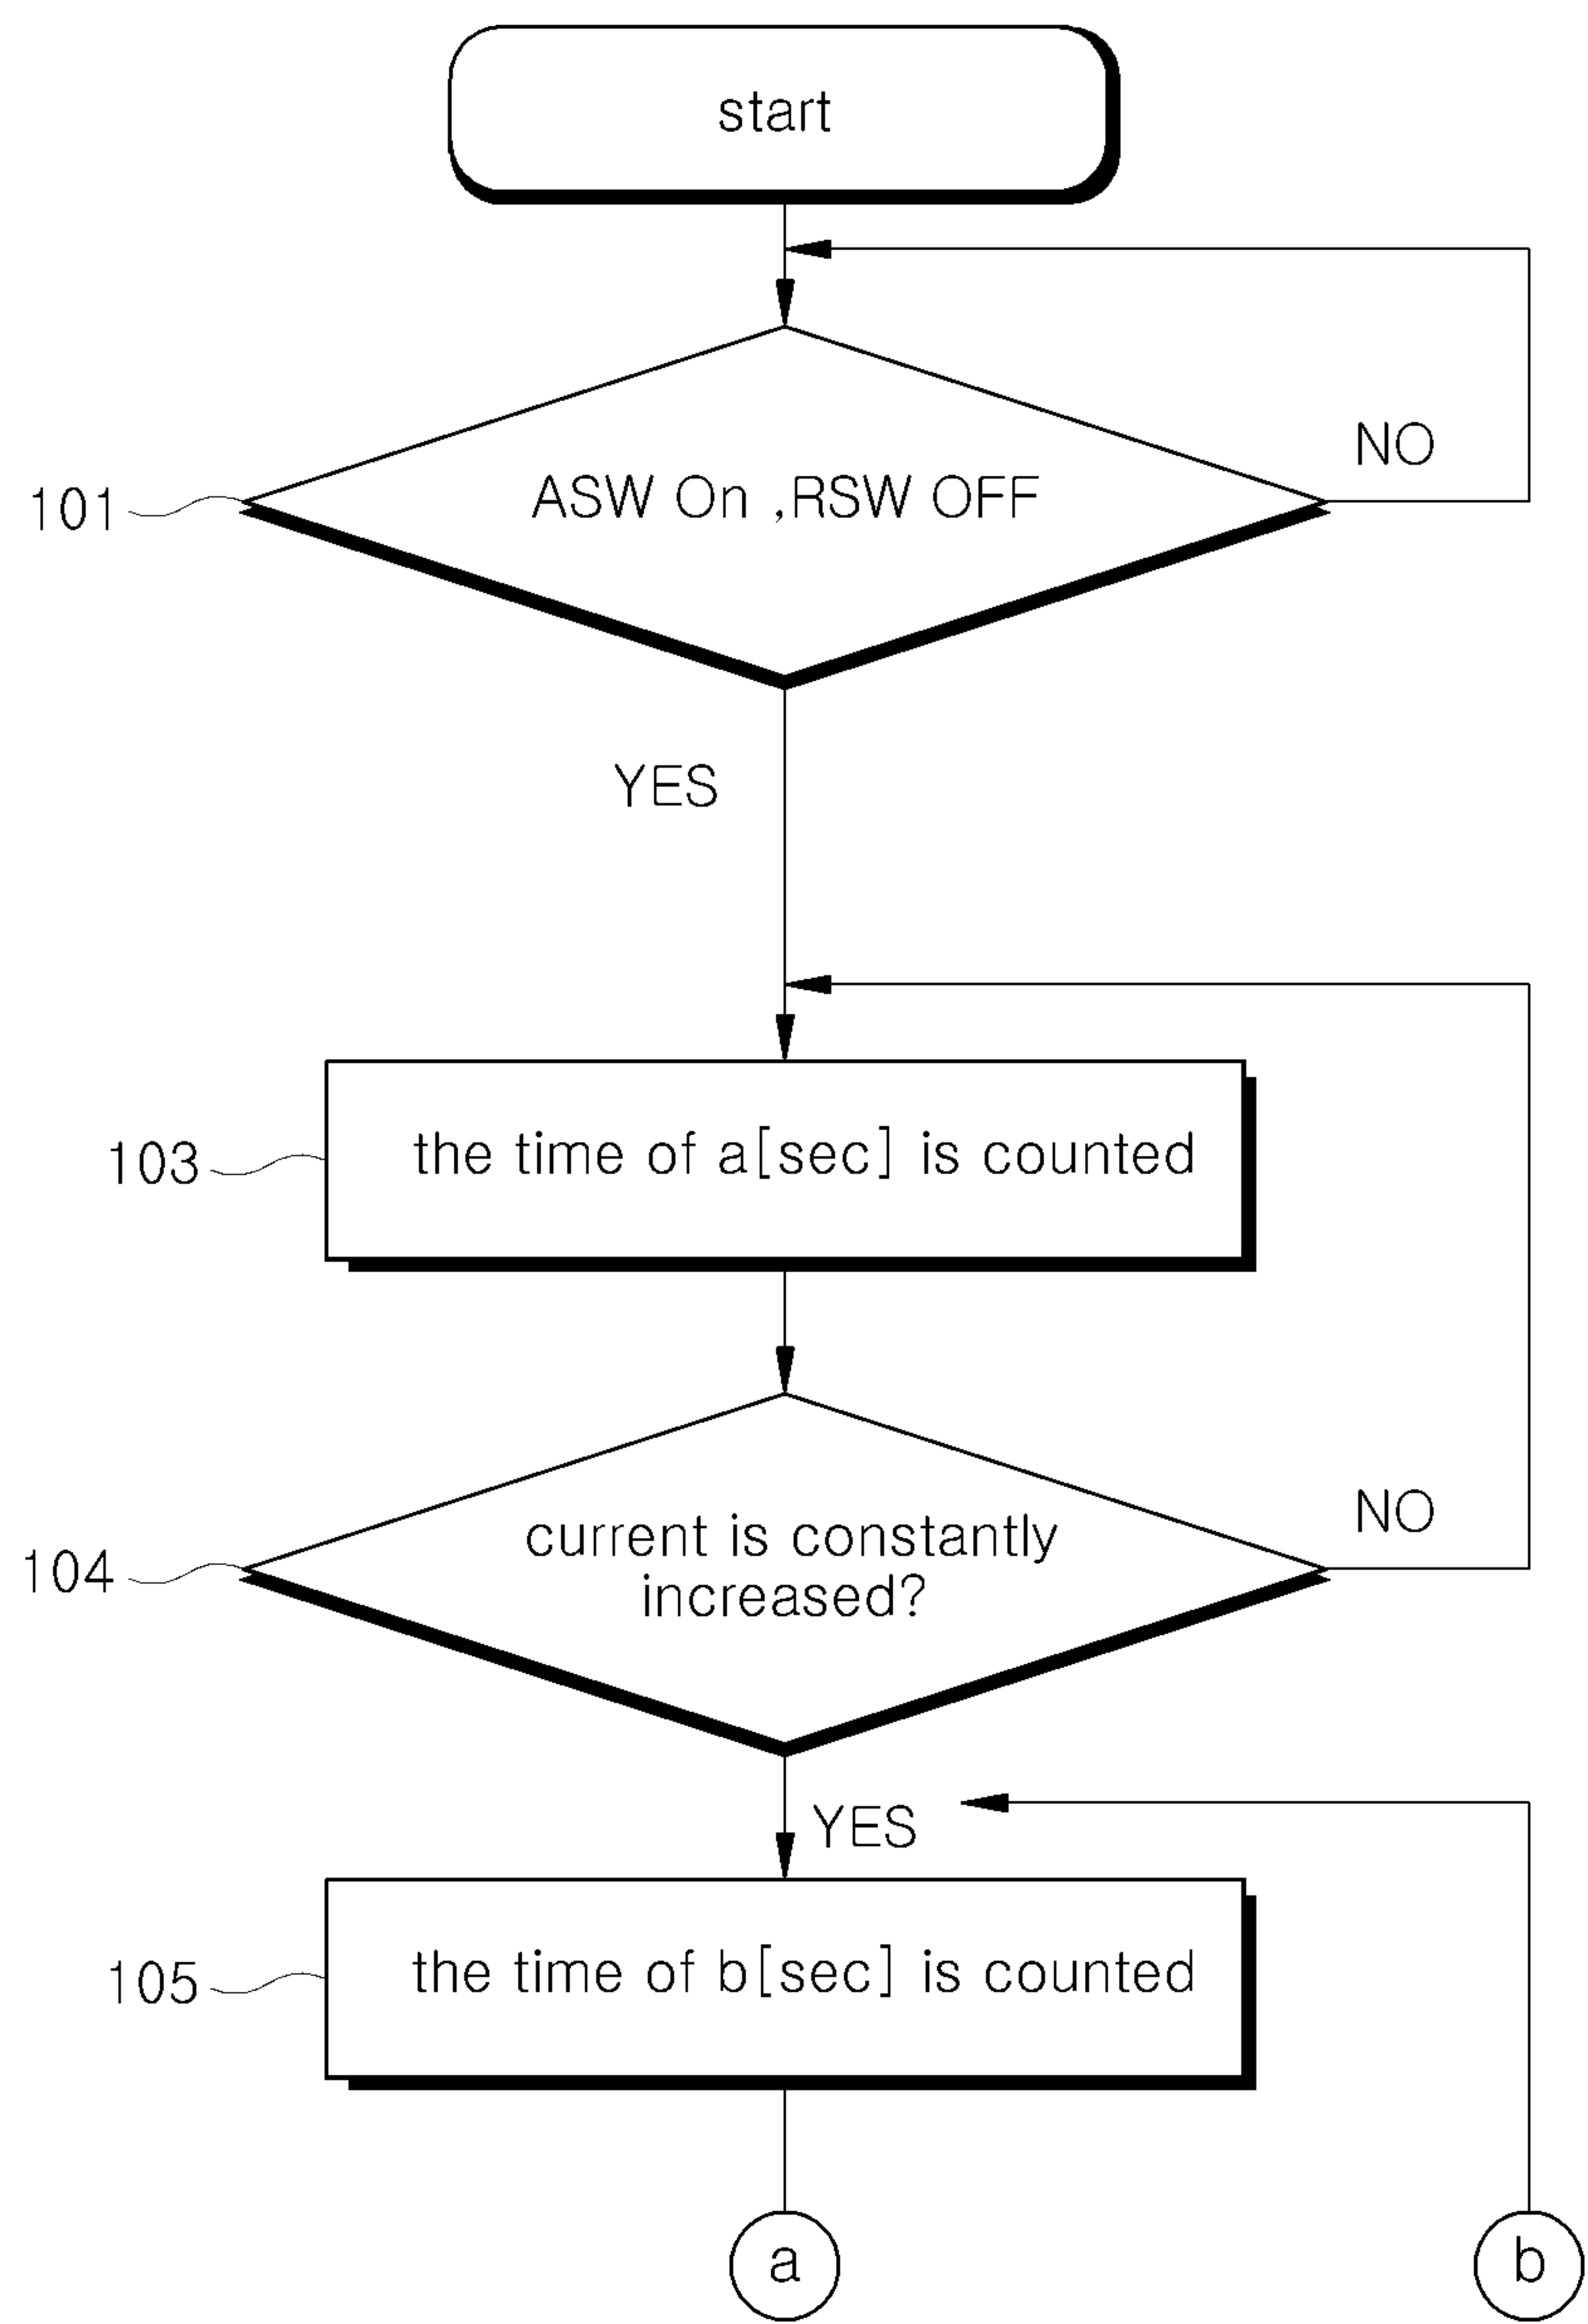 start
NO
101
ASW On ,RSW OFF
YES
103
the time of a[sec] is counted
NO
104
current is constantly
increased?
YES
105
the time of b[sec] is counted
a
b